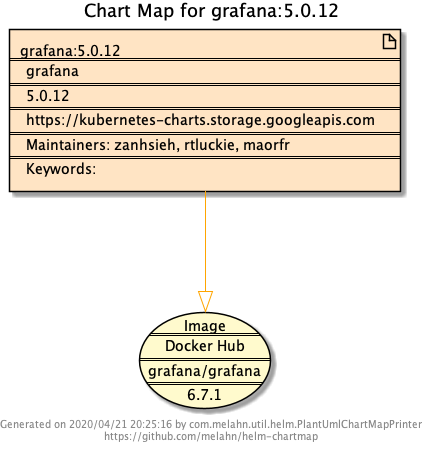 Chart Map for grafana:5.0.12
grafana:5.0.12
grafana
5.0.12
https://kubernetes-charts.storage.googleapis.com
Maintainers: zanhsieh, rtluckie, maorfr
Keywords:
Image
Docker Hub
grafana/grafana
6.7.1
Generated on 2020/04/21 20:25:16 by com.melahn.util.helm.PlantUmlChartMapPrinter
https://github.com/melahn/helm-chartmap